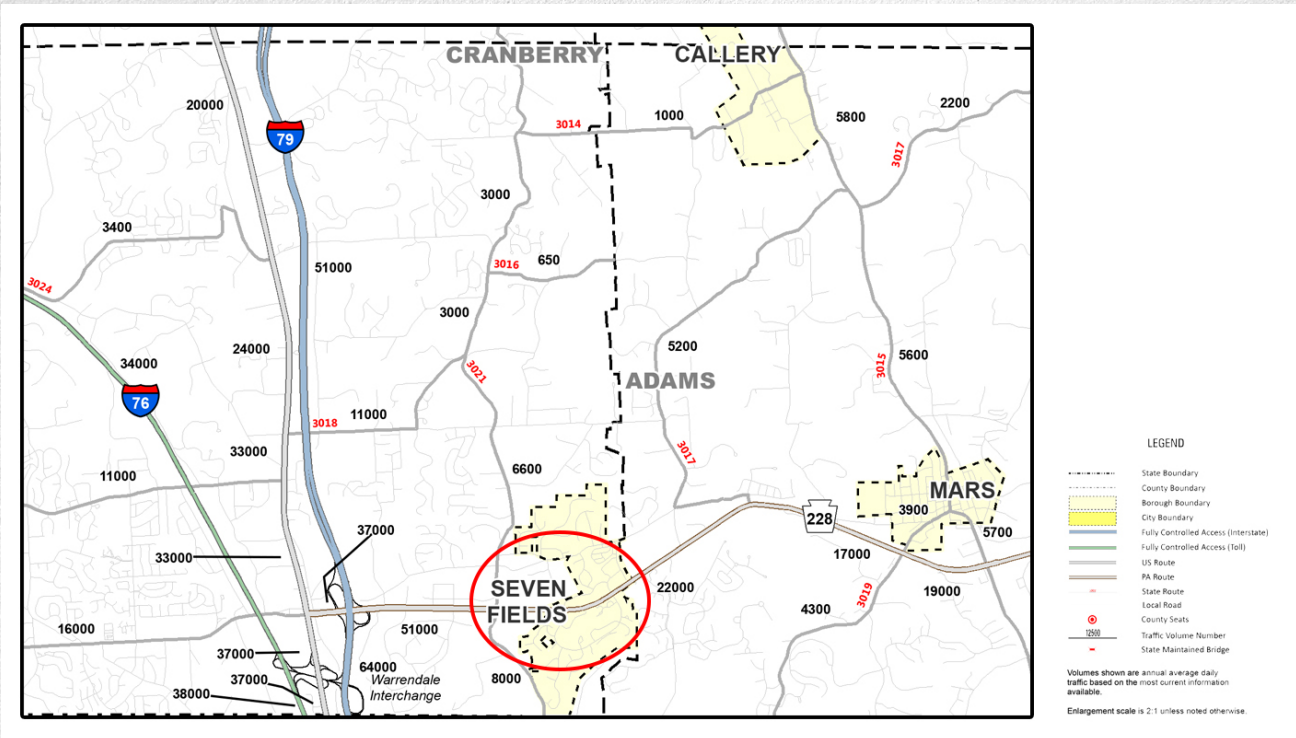 CRANBERRY
CALLERY
20000
2200
79
3014
1000
5800
3017
3000
3400
3016
650
51000
3024
3000
24000
5200
5600
34000
3021
ADAMS
3015
76
11000
3018
33000
3017
11000
6600
MARS
3900
228
37000
5700
33000
17000
SEVEN
FIELDS
22000
19000
3019
4300
16000
51000
37000
64000
Warrendale
Interchange
37000
8000
38000
LEGEND
State Boundary
County Boundary
Borough Boundary
City Boundary
Fully Controlled Access (Interstate)
Fully Controlled Access (Toll)
US Route
PA Route
State Route
Local Road
County Seats
12500
Traffic Volume Number
State Maintained Bridge
Volumes shown are annual average daily
traffic based on the most current information
available.
Enlargement scale is 2:1 unless noted otherwise.